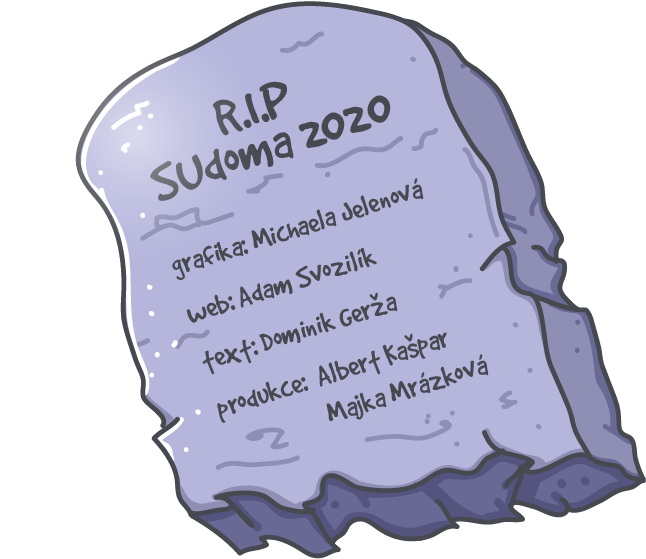 R.I.P
SUdoma 2020
grafika: Michaela Jelenová
web: Adam Svozilík
text: Dominik Gerža
produkce: Albert Kašpar
Majka Mrázková